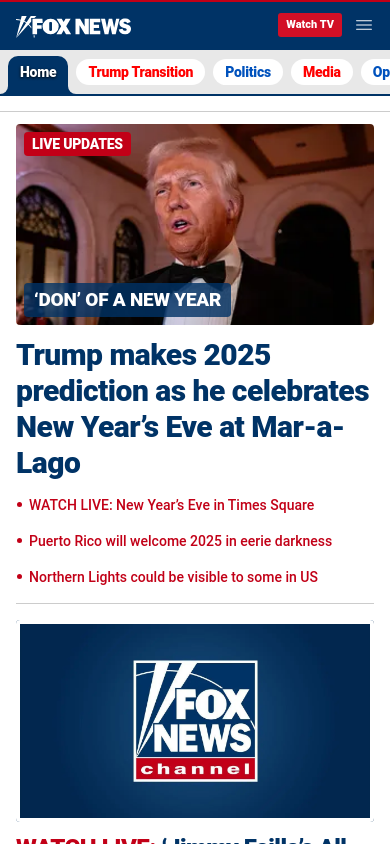 FOX NEWS
Watch TV
Home
Trump Transition
Politics
Media
Op
LIVE UPDATES
‘DON’ OF A NEW YEAR
Trump makes 2025
prediction as he celebrates
New Year’s Eve at Mar-a-
Lago
WATCH LIVE: New Year’s Eve in Times Square
Puerto Rico will welcome 2025 in eerie darkness
Northern Lights could be visible to some in US
FOX
NEWS
channel
WATCH LIVE: ‘Jimmy Failla’s All